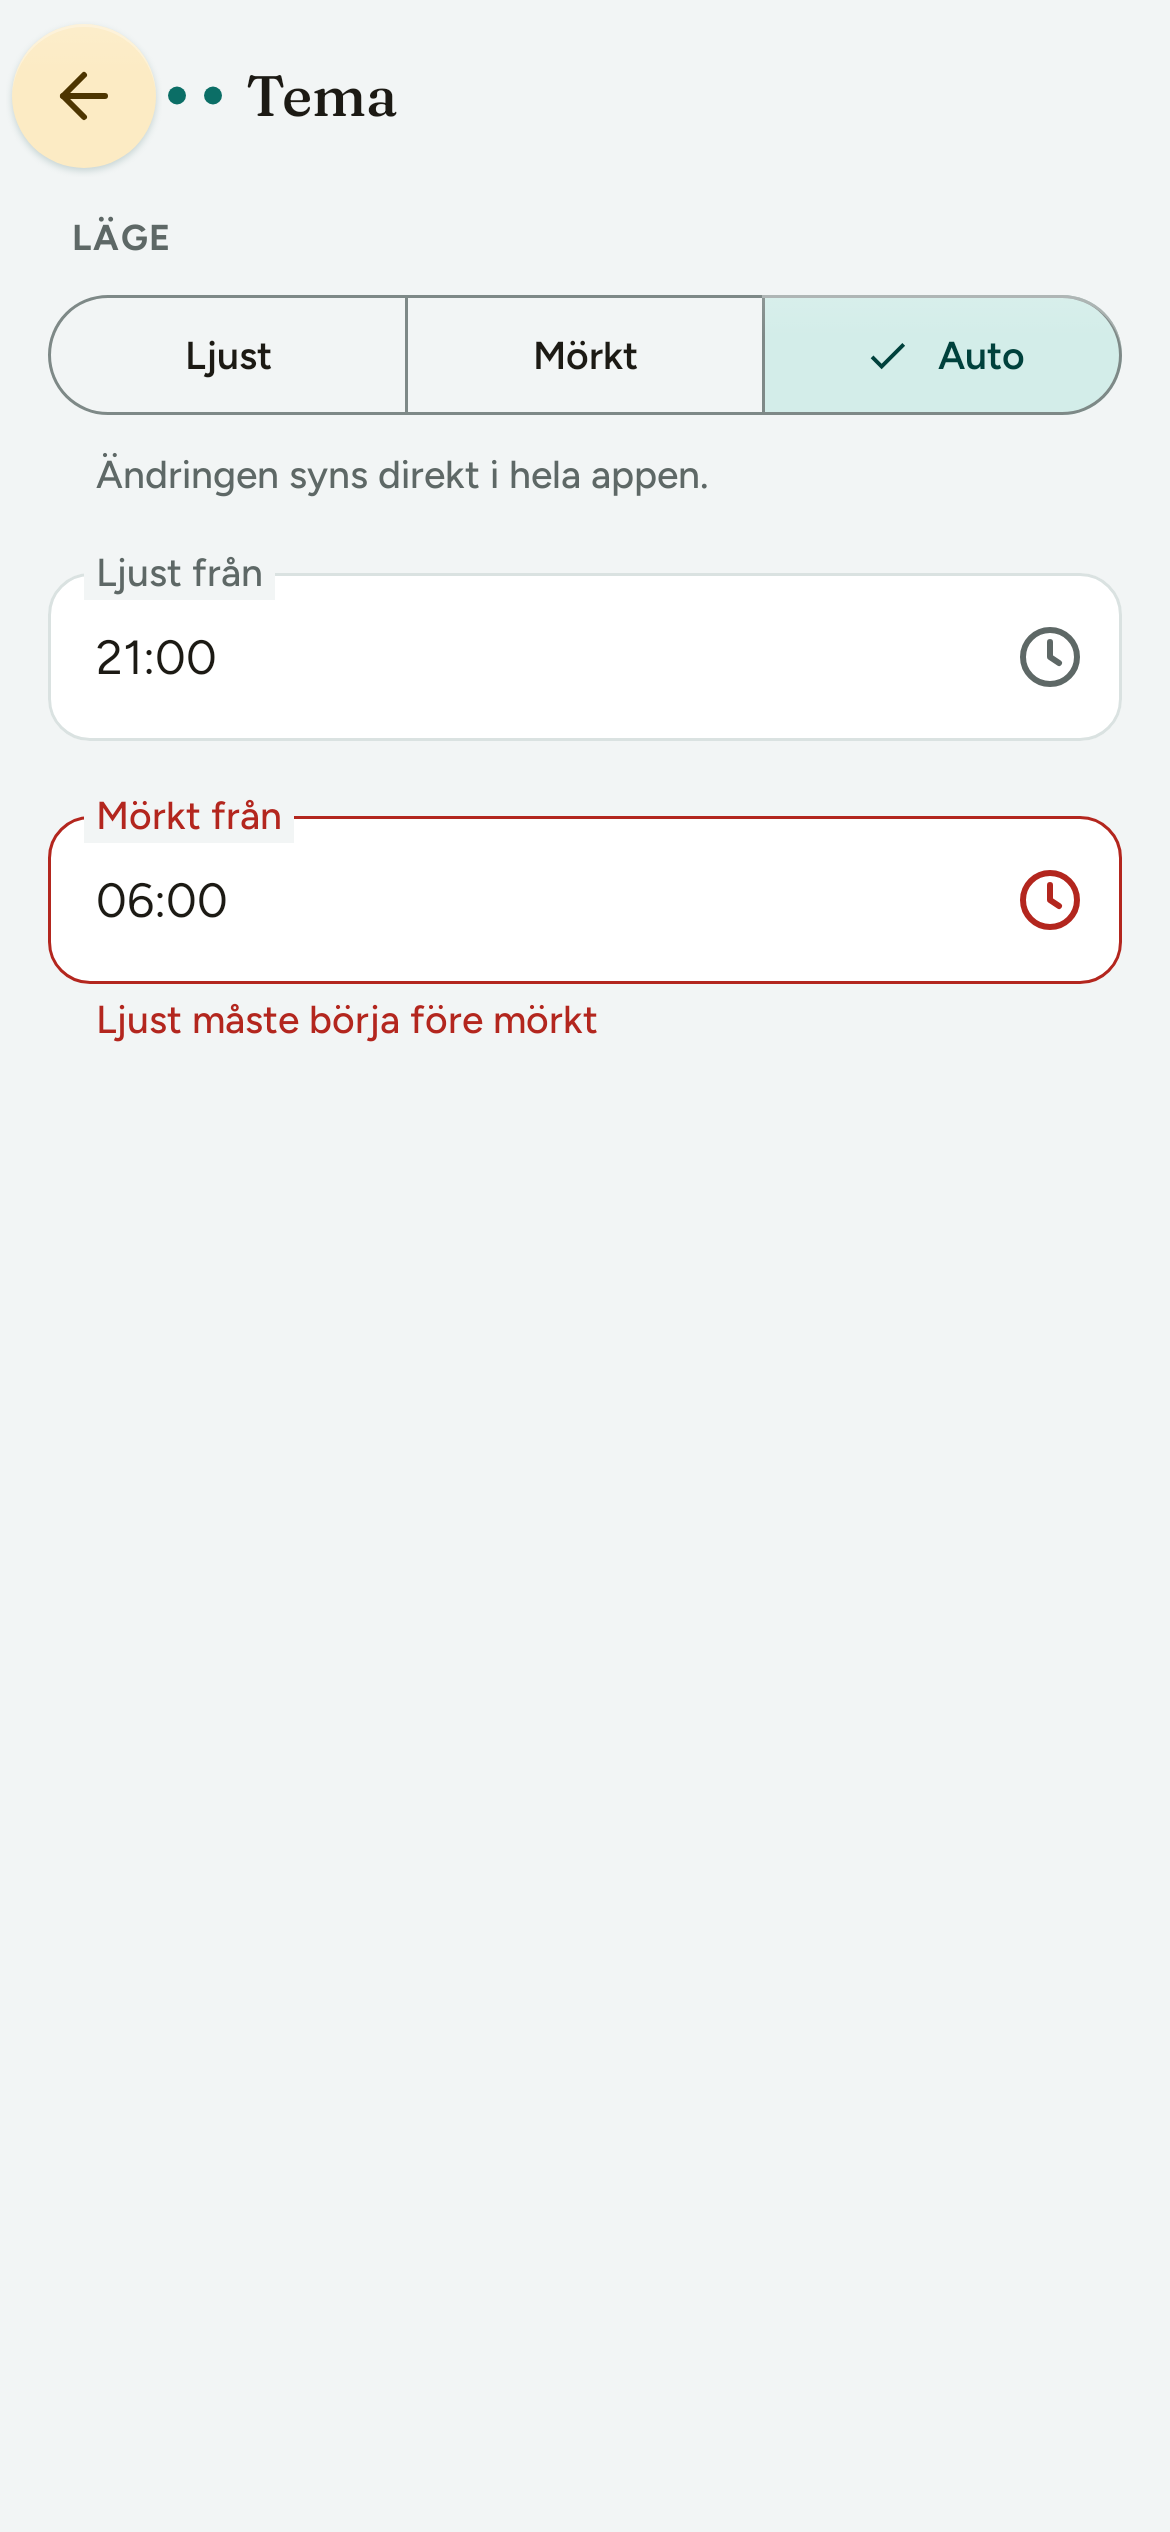 Tema
LÄGE
Ljust
Mörkt
Auto
Ändringen syns direkt i hela appen.
Ljust från
21:00
Mörkt från
06:00
Ljust måste börja före mörkt